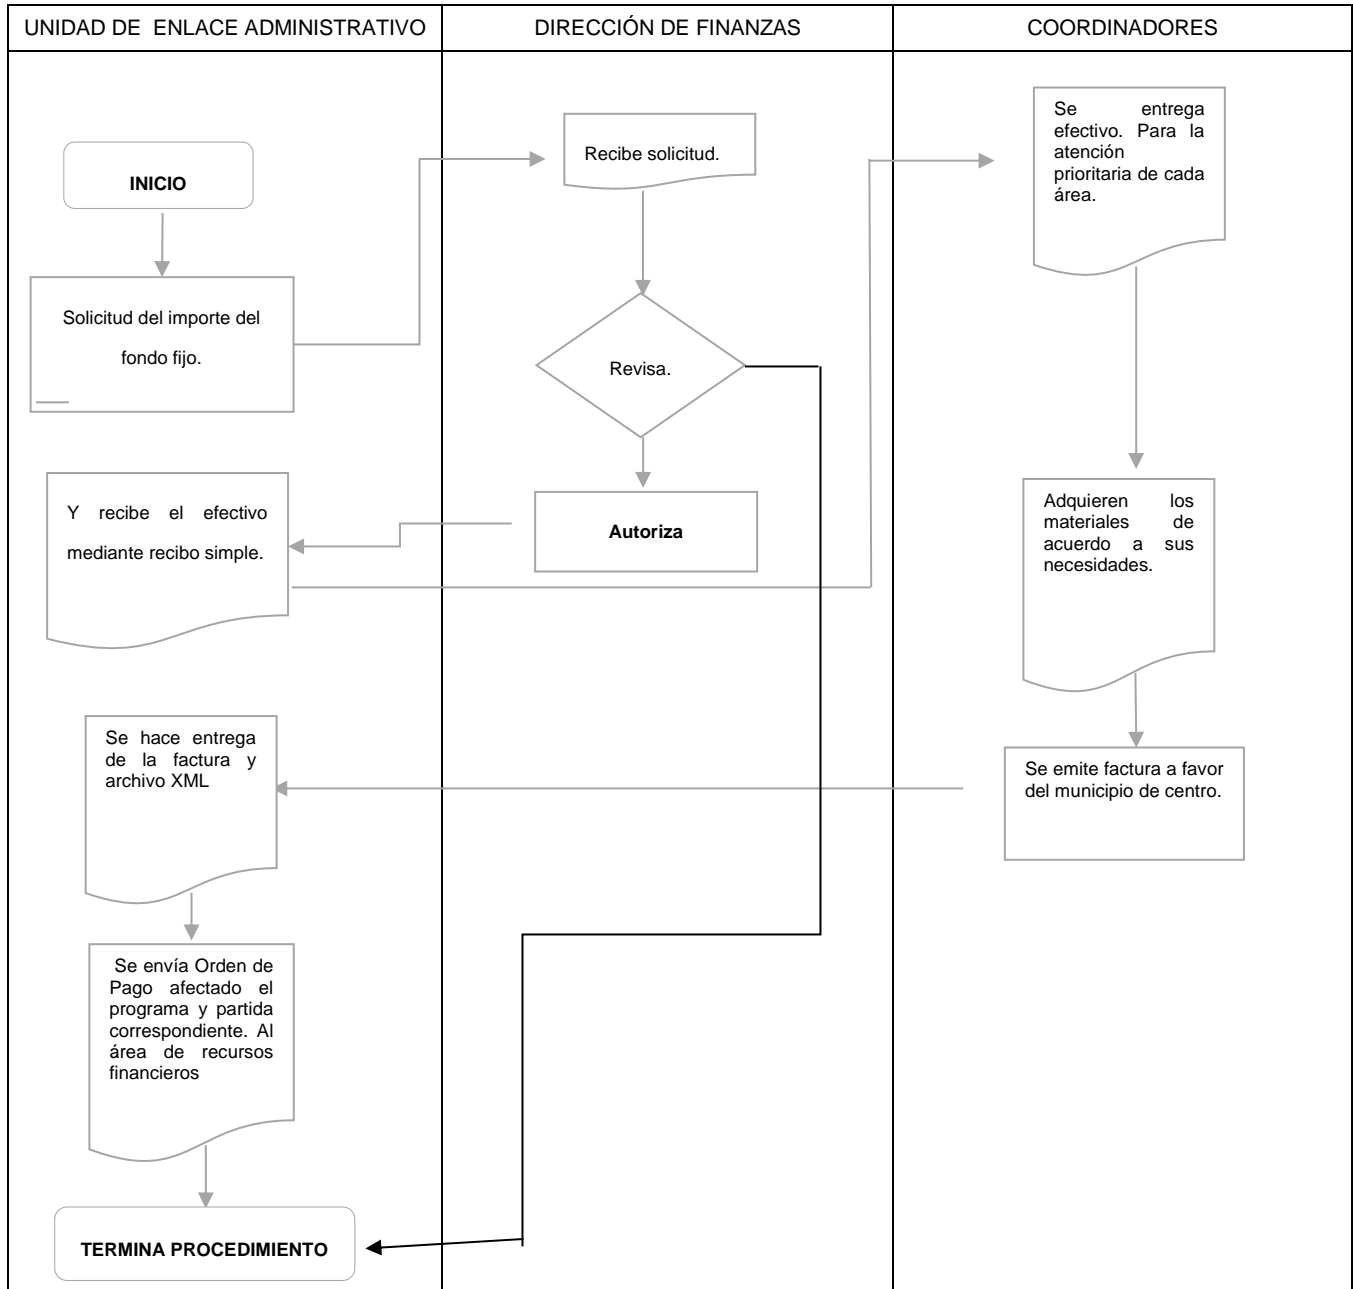 UNIDAD DE ENLACE ADMINISTRATIVO
DIRECCIÓN DE FINANZAS
COORDINADORES
INICIO
Solicitud del importe del
fondo fijo.
Y recibe el efectivo
mediante recibo simple.
Se hace entrega
de la factura y
archivo XML
Se envía Orden de
Pago afectado el
programa y partida
correspondiente. Al
área de recursos
financieros
TERMINA PROCEDIMIENTO
Recibe solicitud.
Revisa.
Autoriza
Se entrega
efectivo. Para la
atención
prioritaria de cada
área.
Adquieren los
materiales de
acuerdo a sus
necesidades.
Se emite factura a favor
del municipio de centro.